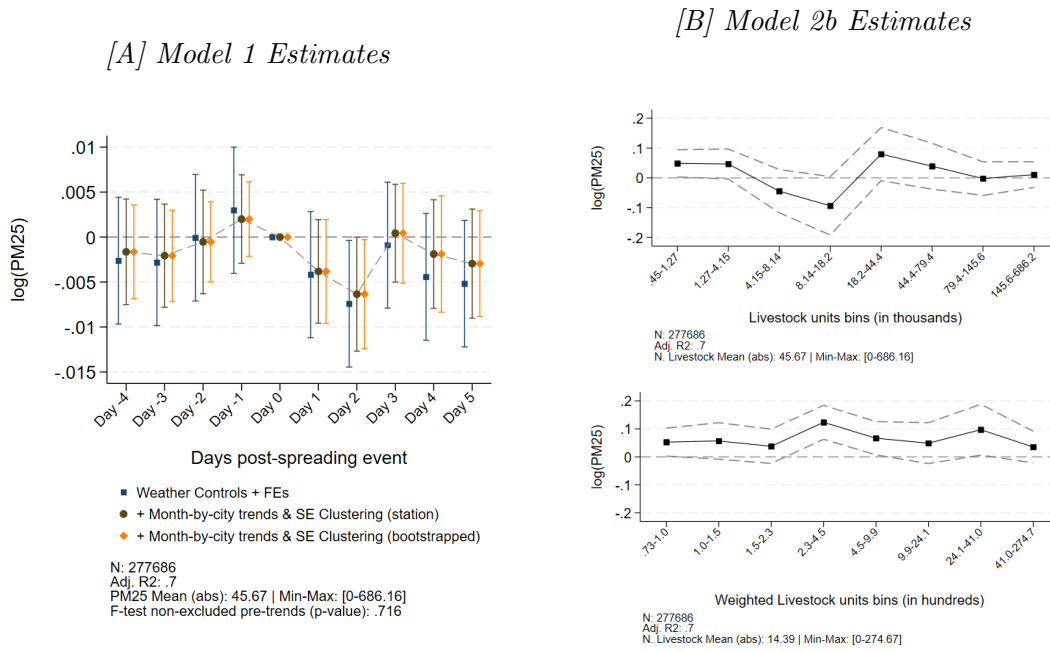 [A] Model 1 Estimates
.01
.005
0
-.005
-.01
-.015
log(PM25)
Day -4
Day -3
Day -2
Day -1
Day 0
Day 1
Day 2
Day 3
Day 4
Day 5
Days post-spreading event
Weather Controls + FEs
+ Month-by-city trends & SE Clustering (station)
+ Month-by-city trends & SE Clustering (bootstrapped)
N: 277686
Adj. R2: .7
PM25 Mean (abs): 45.67 | Min-Max: [0-686.16]
F-test non-excluded pre-trends (p-value): .716
[B] Model 2b Estimates
.2
.1
0
-.1
-.2
log(PM25)
.45-1.27
1.27-4.15
4.15-8.14
8.14-18.2
18.2-44.4
44.4-79.4
79.4-145.6
145.6-686.2
Livestock units bins (in thousands)
N: 277686
Adj. R2: .7
N. Livestock Mean (abs): 45.67 | Min-Max: [0-686.16]
.2
.1
0
-.1
-.2
log(PM25)
.73-1.0
1.0-1.5
1.5-2.3
2.3-4.5
4.5-9.9
9.9-24.1
24.1-41.0
41.0-274.7
Weighted Livestock units bins (in hundreds)
N: 277686
Adj. R2: .7
N. Livestock Mean (abs): 14.39 | Min-Max: [0-274.67]